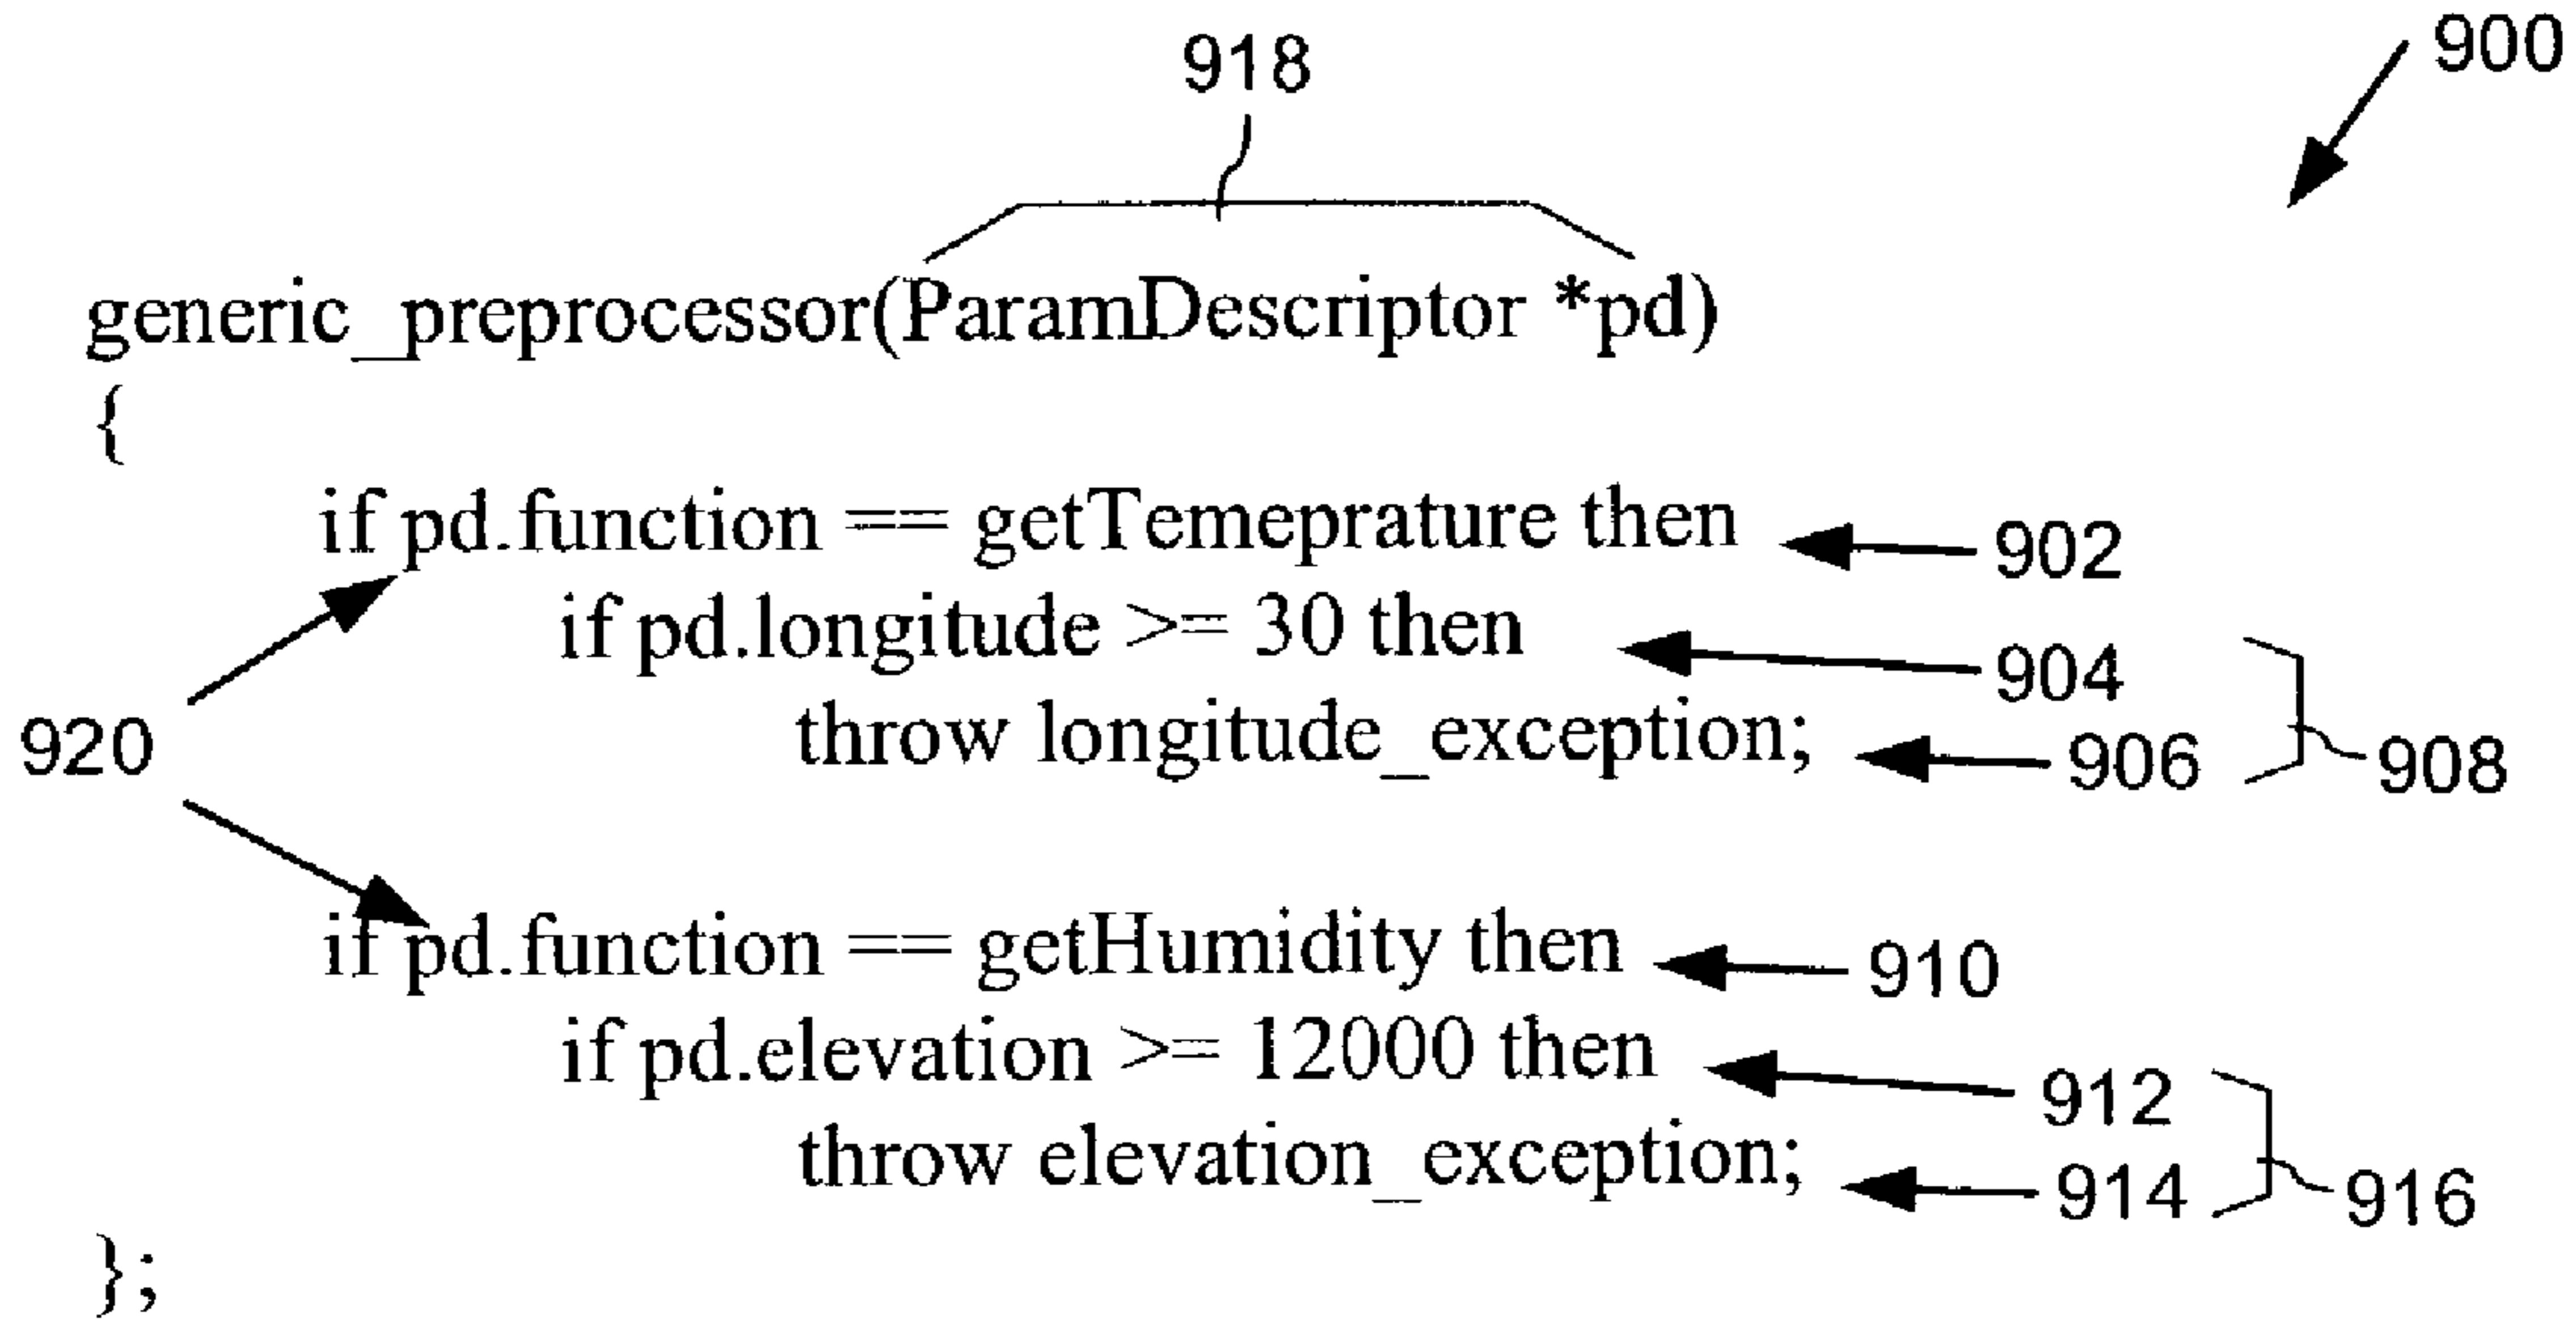 918
900
generic_preprocessor(ParamDescriptor *pd)
{
if pd.function == getTemeprature then
902
if pd.longitude >= 30 then
904
throw longitude_exception;
906
908
920
if pd.function == getHumidity then
910
if pd.elevation >= 12000 then
912
throw elevation_exception;
914
916
};